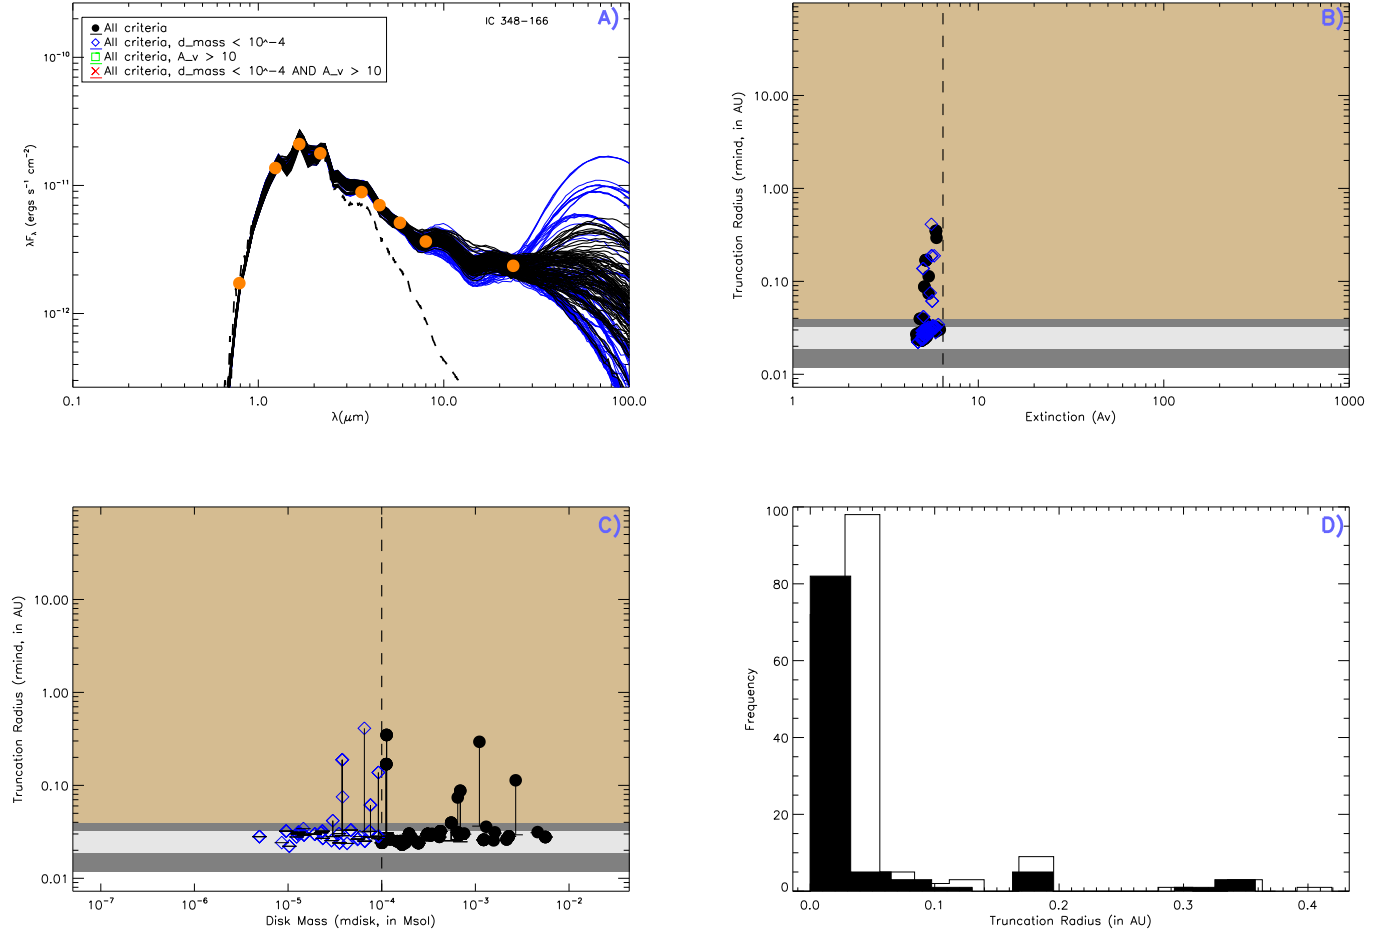 IC 348-166
A)
All criteria
All criteria, d_mass < 10^-4
All criteria, A_v > 10
All criteria, d_mass < 10^-4 AND A_v > 10
10⁻¹⁰
10⁻¹¹
10⁻¹²
λFλ (ergs s⁻¹ cm⁻²)
0.1
1.0
10.0
100.0
λ(μm)
B)
10.00
1.00
0.10
0.01
Truncation Radius (rmind, in AU)
1
10
100
1000
Extinction (Av)
C)
10.00
1.00
0.10
0.01
Truncation Radius (rmind, in AU)
10⁻⁷
10⁻⁶
10⁻⁵
10⁻⁴
10⁻³
10⁻²
Disk Mass (mdisk, in Msol)
D)
100
80
60
40
20
0
Frequency
0.0
0.1
0.2
0.3
0.4
Truncation Radius (in AU)